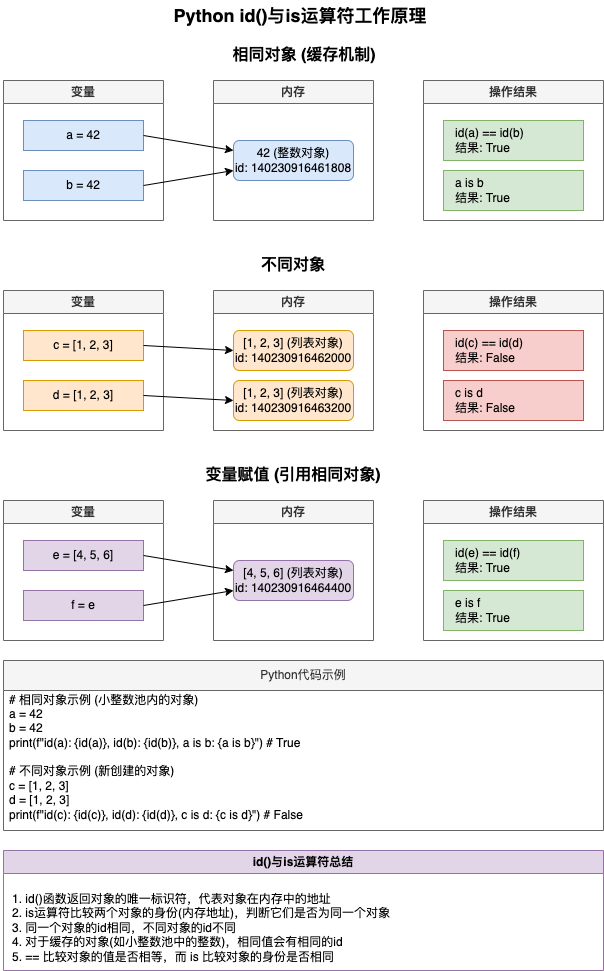 Python id()与is运算符工作原理
相同对象 (缓存机制)
变量
内存
操作结果
a = 42
b = 42
42 (整数对象)
id: 140230916461808
id(a) == id(b)
结果: True
a is b
结果: True
不同对象
变量
内存
操作结果
c = [1, 2, 3]
d = [1, 2, 3]
[1, 2, 3] (列表对象)
id: 140230916462000
[1, 2, 3] (列表对象)
id: 140230916463200
id(c) == id(d)
结果: False
c is d
结果: False
变量赋值 (引用相同对象)
变量
内存
操作结果
e = [4, 5, 6]
f = e
[4, 5, 6] (列表对象)
id: 140230916464400
id(e) == id(f)
结果: True
e is f
结果: True
Python代码示例
# 相同对象示例 (小整数池内的对象)
a = 42
b = 42
print(f"id(a): {id(a)}, id(b): {id(b)}, a is b: {a is b}") # True
# 不同对象示例 (新创建的对象)
c = [1, 2, 3]
d = [1, 2, 3]
print(f"id(c): {id(c)}, id(d): {id(d)}, c is d: {c is d}") # False
id()与is运算符总结
1. id()函数返回对象的唯一标识符，代表对象在内存中的地址
2. is运算符比较两个对象的身份(内存地址)，判断它们是否为同一个对象
3. 同一个对象的id相同，不同对象的id不同
4. 对于缓存的对象(如小整数池中的整数)，相同值会有相同的id
5. == 比较对象的值是否相等，而 is 比较对象的身份是否相同